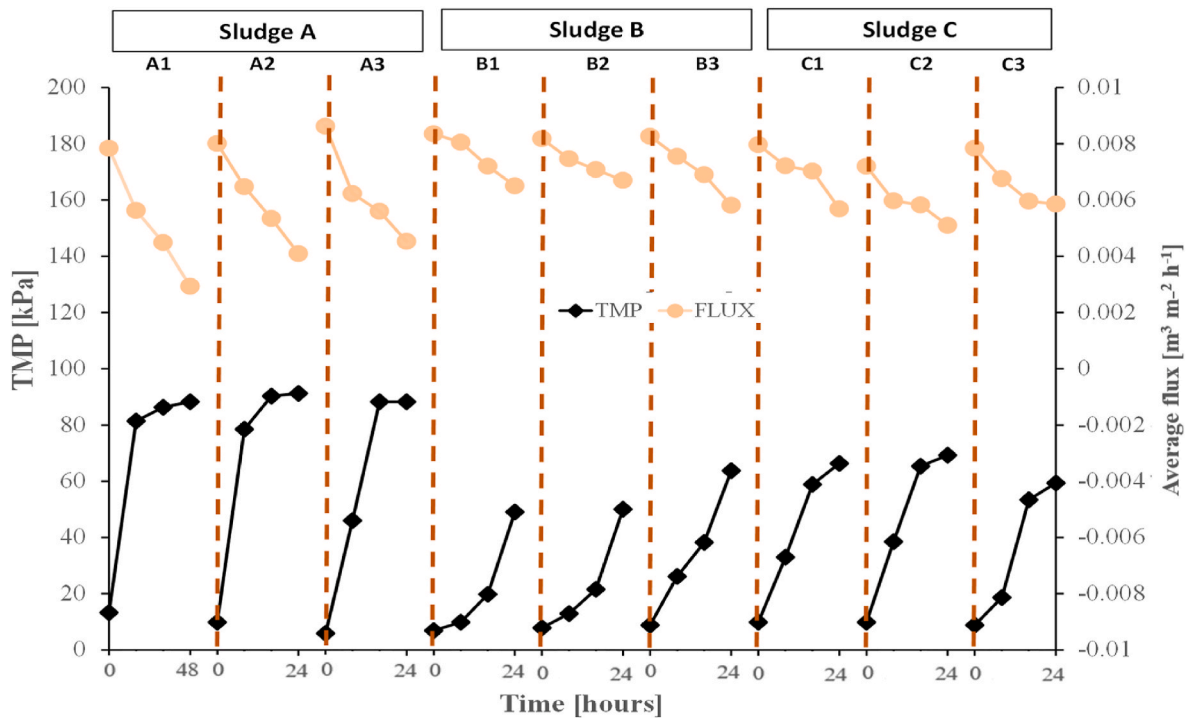 Sludge A Sludge B Sludge C
A1 A2 A3 B1 B2 B3 C1 C2 C3
200 0.01
180 0.008
160 0.006
140 0.004
120 0.002
100 0
80 -0.002
60 -0.004
40 -0.006
20 -0.008
0 -0.01
TMP [kPa]
TMP FLUX
Average flux [m³ m-² h-¹]
0 48 0 24 0 24 0 24 0 24 0 24 0 24 0 24 0 24
Time [hours]